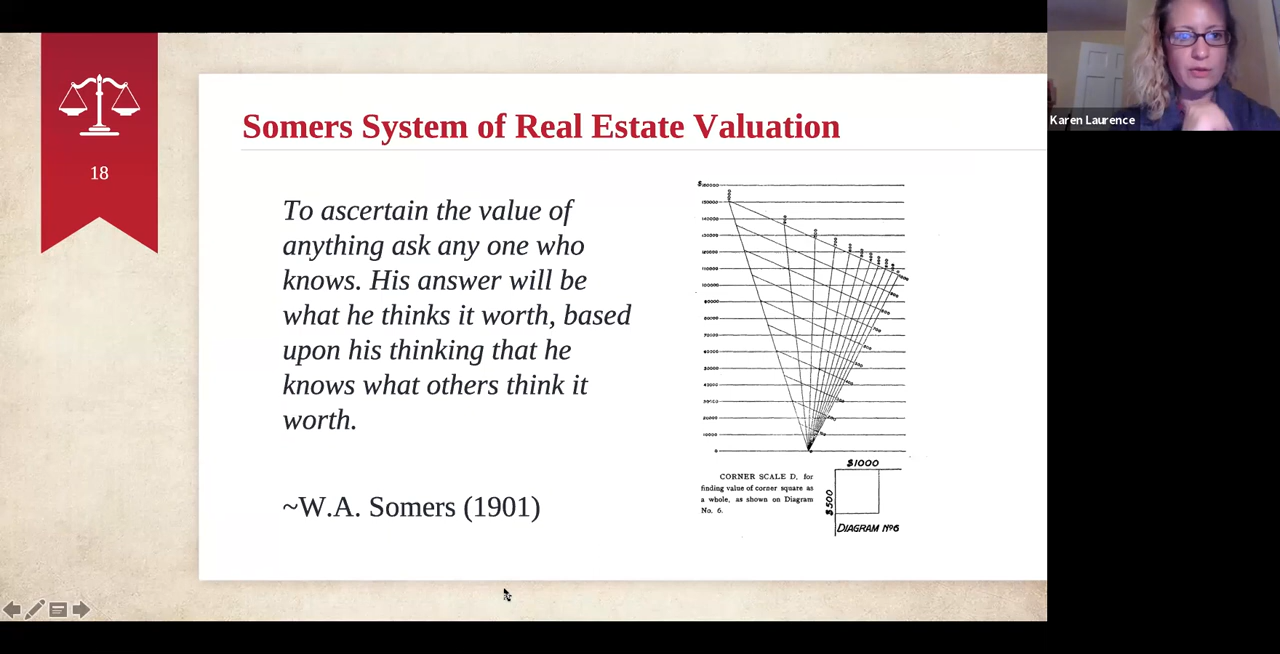 18
Somers System of Real Estate Valuation
To ascertain the value of
anything ask any one who
knows. His answer will be
what he thinks it worth, based
upon his thinking that he
knows what others think it
worth.
~W.A. Somers (1901)
CORNER SCALE D, for
finding value of corner square as
a whole, as shown on Diagram
No. 6.
$1000
$500
DIAGRAM Nº6
Karen Laurence